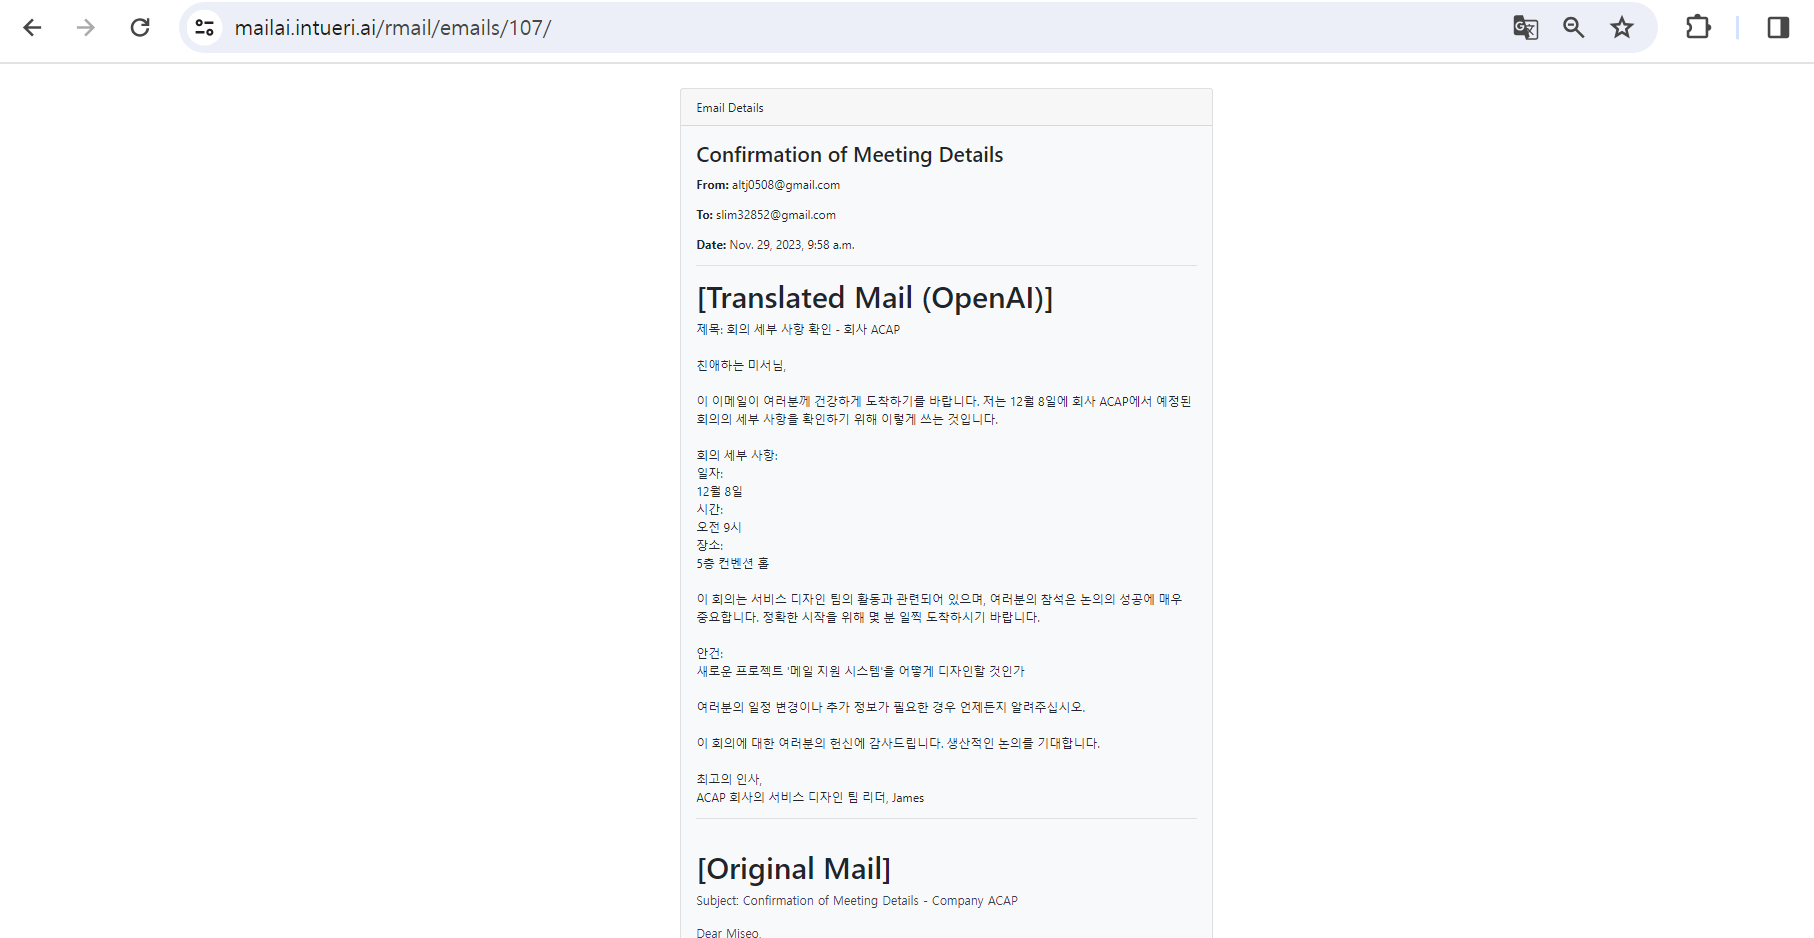 mailai.intueri.ai/rmail/emails/107/
Email Details
Confirmation of Meeting Details
From: altj0508@gmail.com
To: slim32852@gmail.com
Date: Nov. 29, 2023, 9:58 a.m.
[Translated Mail (OpenAI)]
제목: 회의 세부 사항 확인 - 회사 ACAP
친애하는 미서님,
이 이메일이 여러분께 건강하게 도착하기를 바랍니다. 저는 12월 8일에 회사 ACAP에서 예정된
회의의 세부 사항을 확인하기 위해 이렇게 쓰는 것입니다.
회의 세부 사항:
일자:
12월 8일
시간:
오전 9시
장소:
5층 컨벤션 홀
이 회의는 서비스 디자인 팀의 활동과 관련되어 있으며, 여러분의 참석은 논의의 성공에 매우
중요합니다. 정확한 시작을 위해 몇 분 일찍 도착하시기 바랍니다.
안건:
새로운 프로젝트 '메일 지원 시스템'을 어떻게 디자인할 것인가
여러분의 일정 변경이나 추가 정보가 필요한 경우 언제든지 알려주십시오.
이 회의에 대한 여러분의 헌신에 감사드립니다. 생산적인 논의를 기대합니다.
최고의 인사,
ACAP 회사의 서비스 디자인 팀 리더, James
[Original Mail]
Subject: Confirmation of Meeting Details - Company ACAP
Dear Miseo,